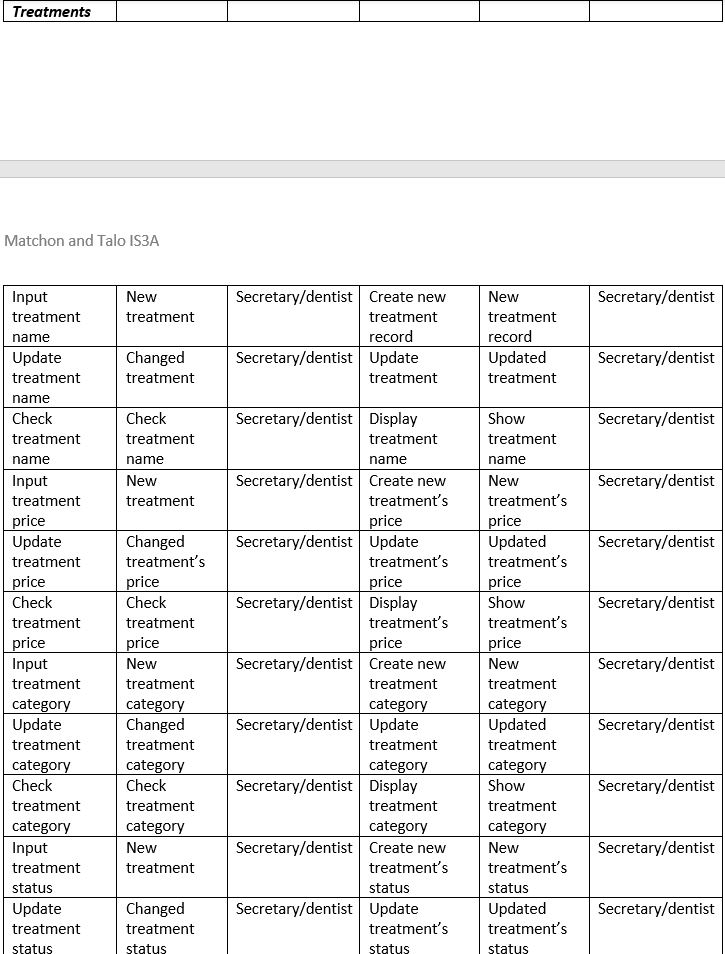 Treatments
Matchon and Talo IS3A
Input treatment name | New treatment | Secretary/dentist | Create new treatment record | New treatment record | Secretary/dentist
Update treatment name | Changed treatment | Secretary/dentist | Update treatment | Updated treatment | Secretary/dentist
Check treatment name | Check treatment name | Secretary/dentist | Display treatment name | Show treatment name | Secretary/dentist
Input treatment price | New treatment | Secretary/dentist | Create new treatment’s price | New treatment’s price | Secretary/dentist
Update treatment price | Changed treatment’s price | Secretary/dentist | Update treatment’s price | Updated treatment’s price | Secretary/dentist
Check treatment price | Check treatment price | Secretary/dentist | Display treatment’s price | Show treatment’s price | Secretary/dentist
Input treatment category | New treatment category | Secretary/dentist | Create new treatment category | New treatment category | Secretary/dentist
Update treatment category | Changed treatment category | Secretary/dentist | Update treatment category | Updated treatment category | Secretary/dentist
Check treatment category | Check treatment category | Secretary/dentist | Display treatment category | Show treatment category | Secretary/dentist
Input treatment status | New treatment | Secretary/dentist | Create new treatment’s status | New treatment’s status | Secretary/dentist
Update treatment status | Changed treatment status | Secretary/dentist | Update treatment’s status | Updated treatment’s status | Secretary/dentist